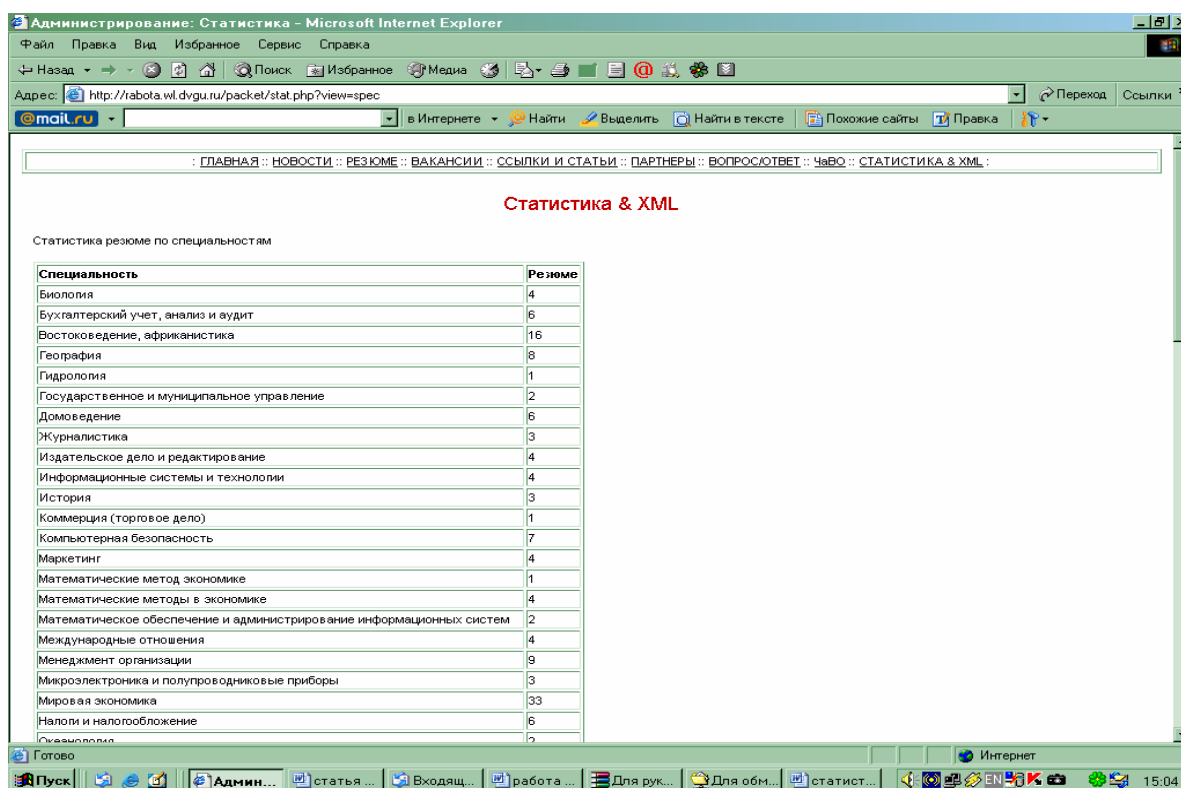 Администрирование: Статистика - Microsoft Internet Explorer
Файл Правка Вид Избранное Сервис Справка
Назад Поиск Избранное Медиа
Адрес: http://rabota.wl.dvgu.ru/packet/stat.php?view=spec Переход Ссылки
@mail.ru в Интернете Найти Выделить Найти в тексте Похожие сайты Правка
: ГЛАВНАЯ :: НОВОСТИ :: РЕЗЮМЕ :: ВАКАНСИИ :: ССЫЛКИ И СТАТЬИ :: ПАРТНЕРЫ :: ВОПРОС/ОТВЕТ :: ЧаВО :: СТАТИСТИКА & XML :
Статистика & XML
Статистика резюме по специальностям
Специальность Резюме
Биология 4
Бухгалтерский учет, анализ и аудит 6
Востоковедение, африканистика 16
География 8
Гидрология 1
Государственное и муниципальное управление 2
Домоведение 6
Журналистика 3
Издательское дело и редактирование 4
Информационные системы и технологии 4
История 3
Коммерция (торговое дело) 1
Компьютерная безопасность 7
Маркетинг 4
Математические метод экономике 1
Математические методы в экономике 4
Математическое обеспечение и администрирование информационных систем 2
Международные отношения 4
Менеджмент организации 9
Микроэлектроника и полупроводниковые приборы 3
Мировая экономика 33
Налоги и налогообложение 6
Океанология 2
Готово Интернет
Пуск Админ... статья ... Входящ... работа ... Для рук... Для обм... статист... EN 15:04